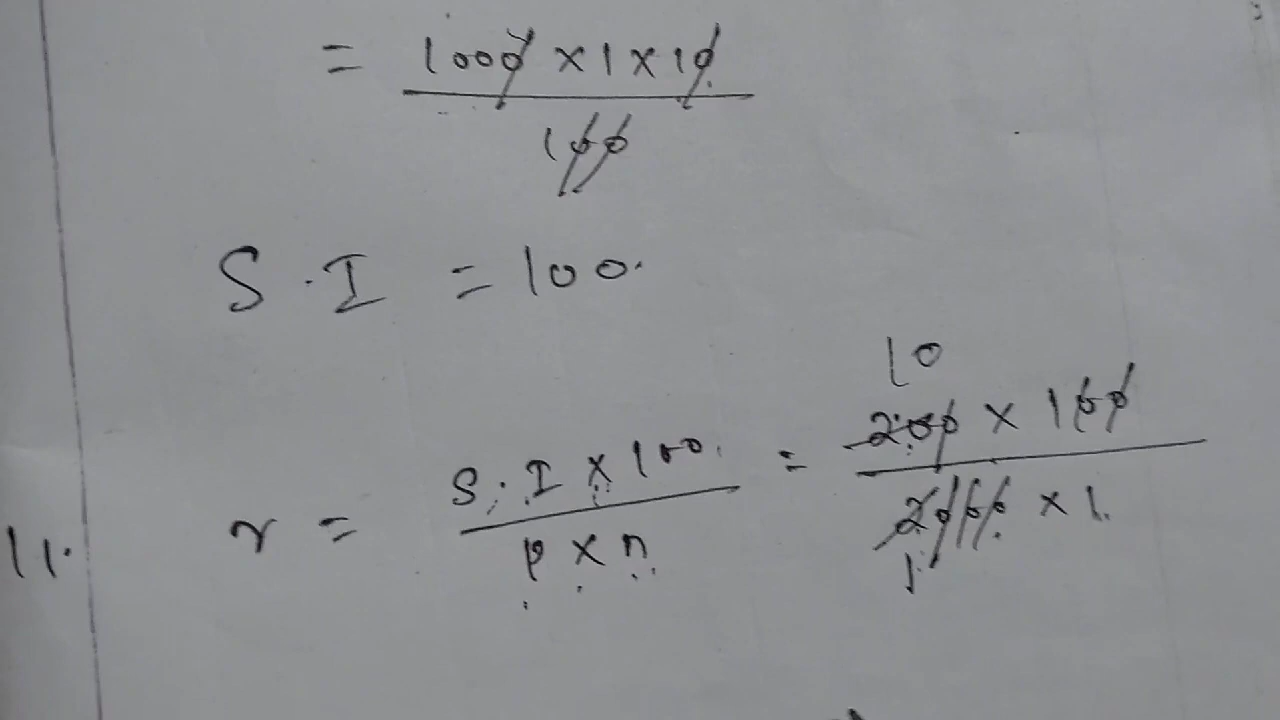 = 1000 x 1 x 10
100
S.I = 100.
10
11. r = S.I x 100. = 200 x 100
p x n 2000 x 1.
1